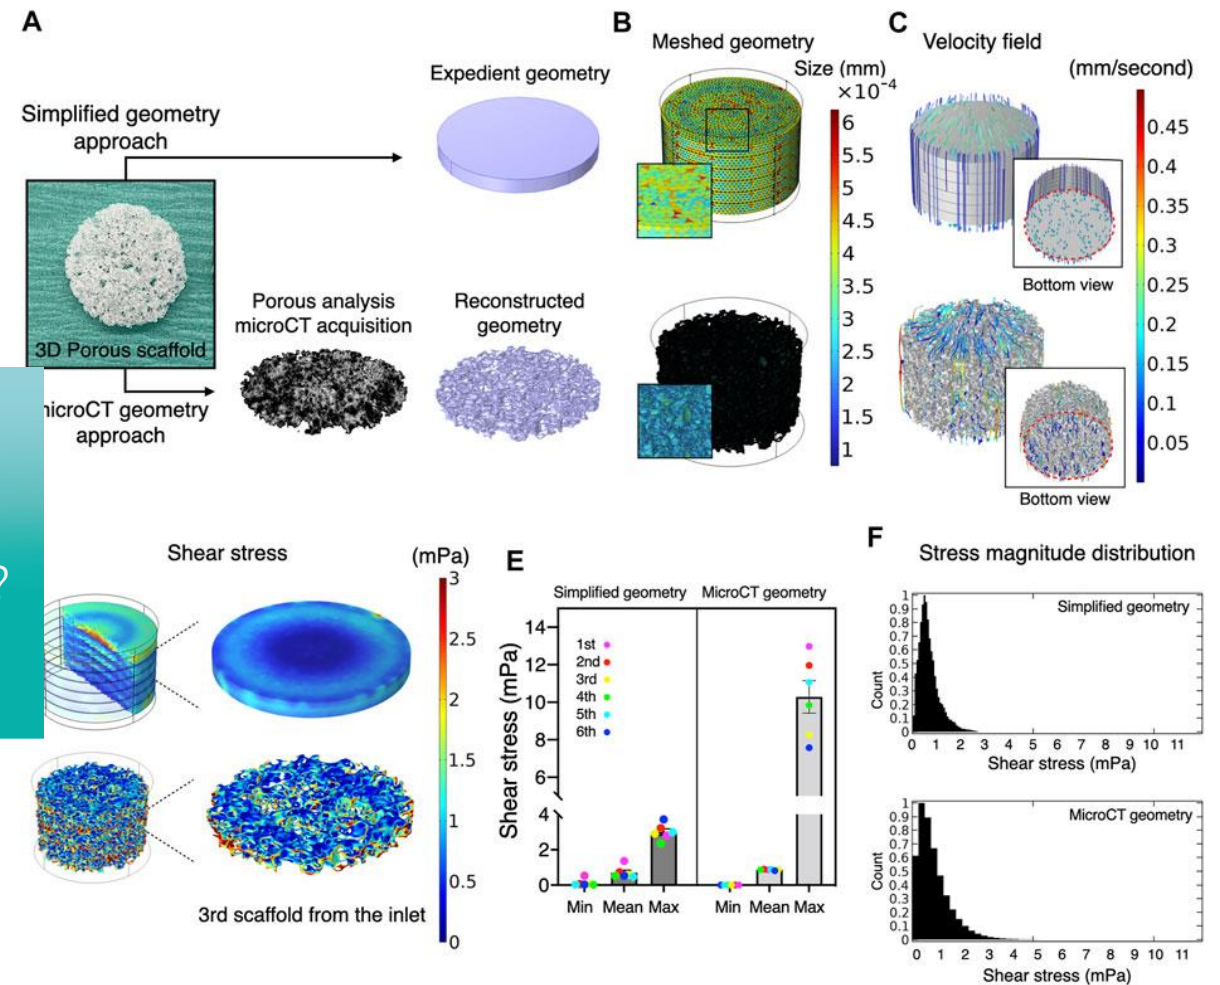 A
Simplified geometry
approach
3D Porous scaffold
microCT geometry
approach
Expedient geometry
Porous analysis
microCT acquisition
Reconstructed
geometry
B
Meshed geometry
Size (mm)
×10⁻⁴
6
5.5
5
4.5
4
3.5
3
2.5
2
1.5
1
C
Velocity field
(mm/second)
0.45
0.4
0.35
0.3
0.25
0.2
0.15
0.1
0.05
Bottom view
Bottom view
?
Shear stress
(mPa)
3
2.5
2
1.5
1
0.5
0
3rd scaffold from the inlet
E
Simplified geometry
MicroCT geometry
Shear stress (mPa)
14
12
10
8
6
4
2
0
1st
2nd
3rd
4th
5th
6th
Min Mean Max
Min Mean Max
F
Stress magnitude distribution
Simplified geometry
Count
1
0.9
0.8
0.7
0.6
0.5
0.4
0.3
0.2
0.1
0
0 1 2 3 4 5 6 7 8 9 10 11
Shear stress (mPa)
MicroCT geometry
Count
1
0.9
0.8
0.7
0.6
0.5
0.4
0.3
0.2
0.1
0
0 1 2 3 4 5 6 7 8 9 10 11
Shear stress (mPa)